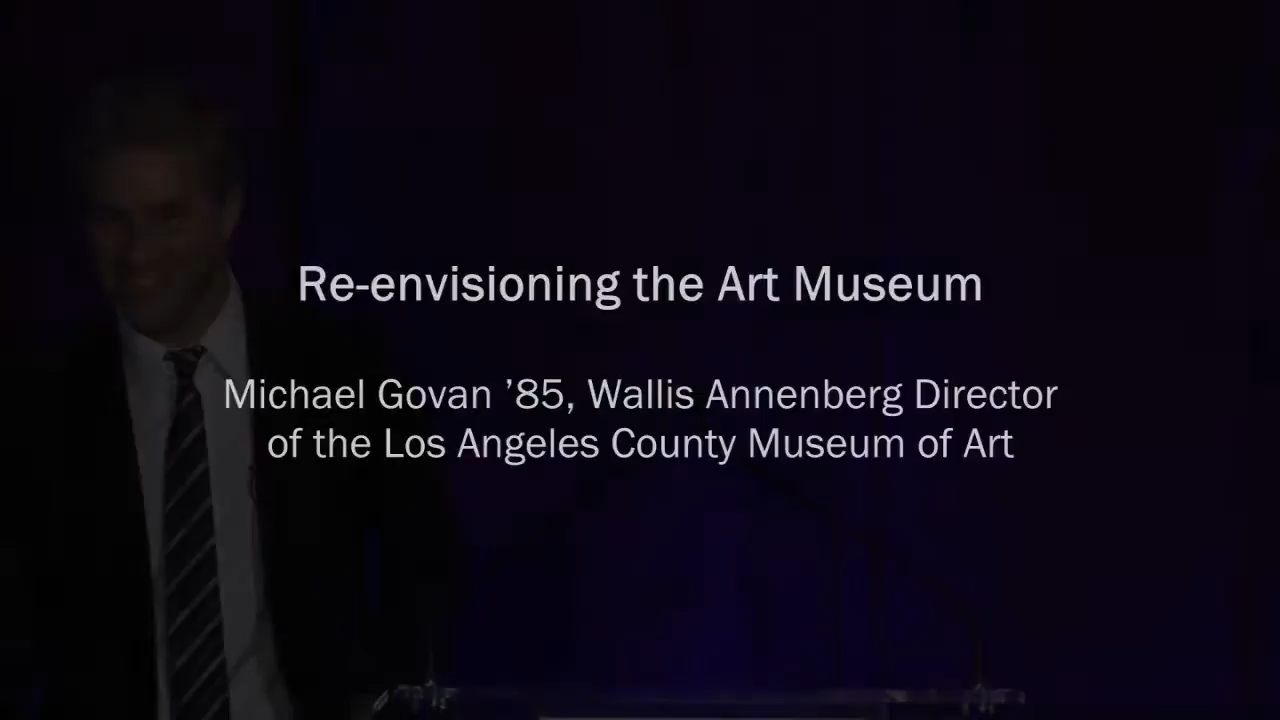 Re-envisioning the Art Museum
Michael Govan ’85, Wallis Annenberg Director
of the Los Angeles County Museum of Art